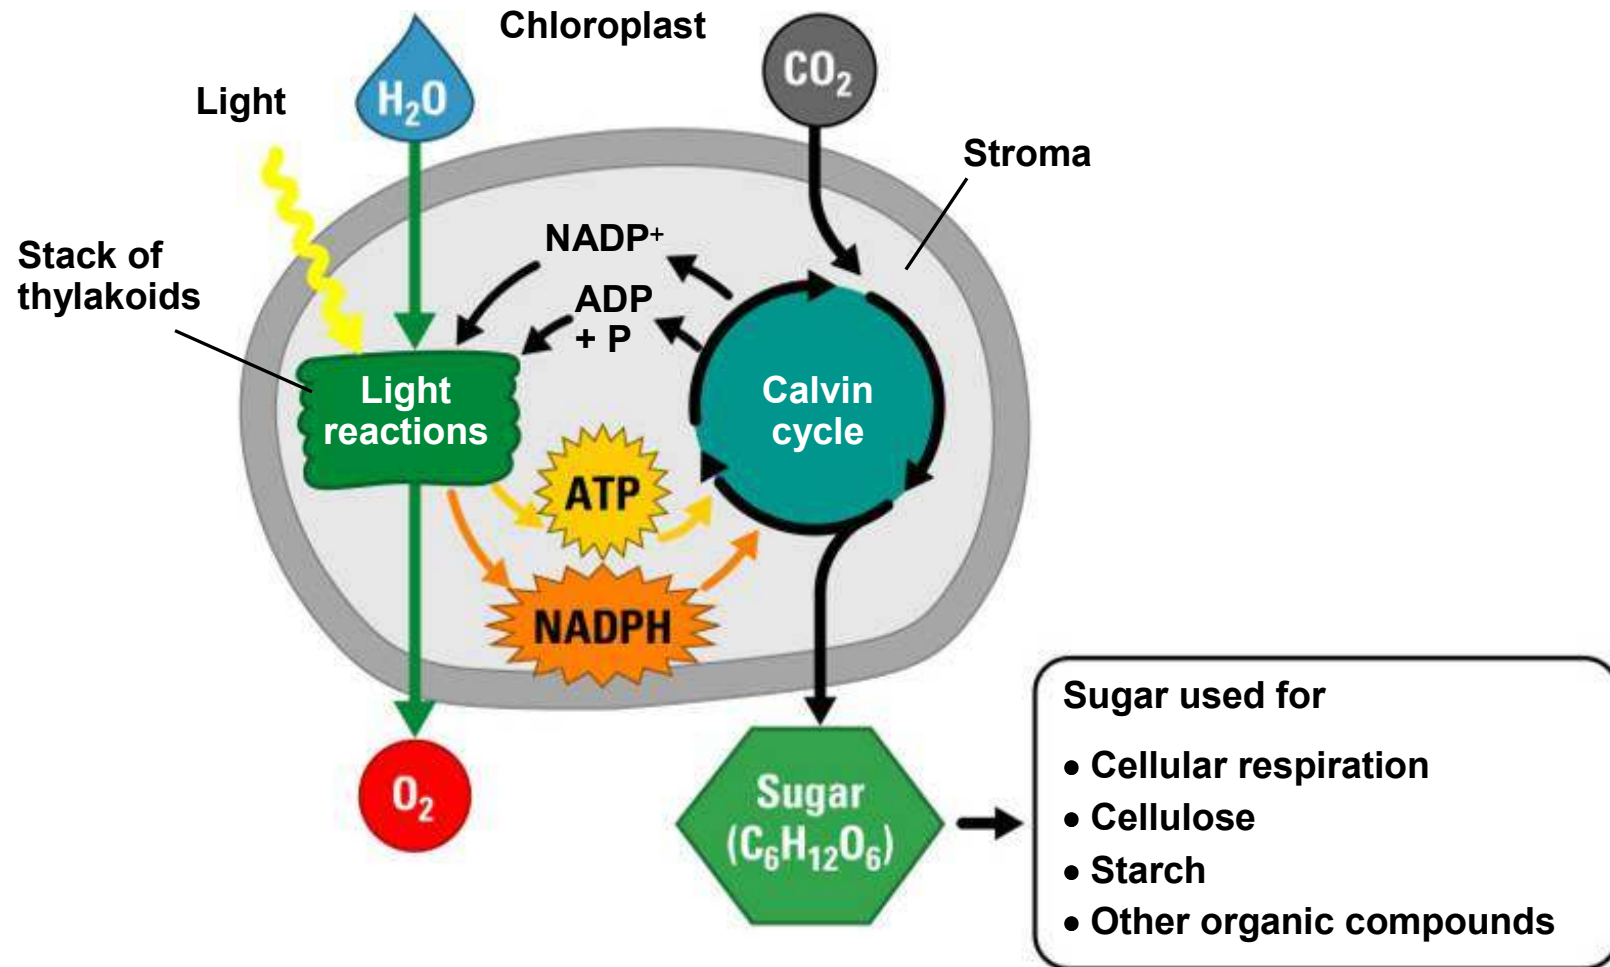 Chloroplast
H₂O
CO₂
Light
Stroma
Stack of
thylakoids
NADP⁺
ADP
+ P
Light
reactions
Calvin
cycle
ATP
NADPH
O₂
Sugar
(C₆H₁₂O₆)
Sugar used for
• Cellular respiration
• Cellulose
• Starch
• Other organic compounds